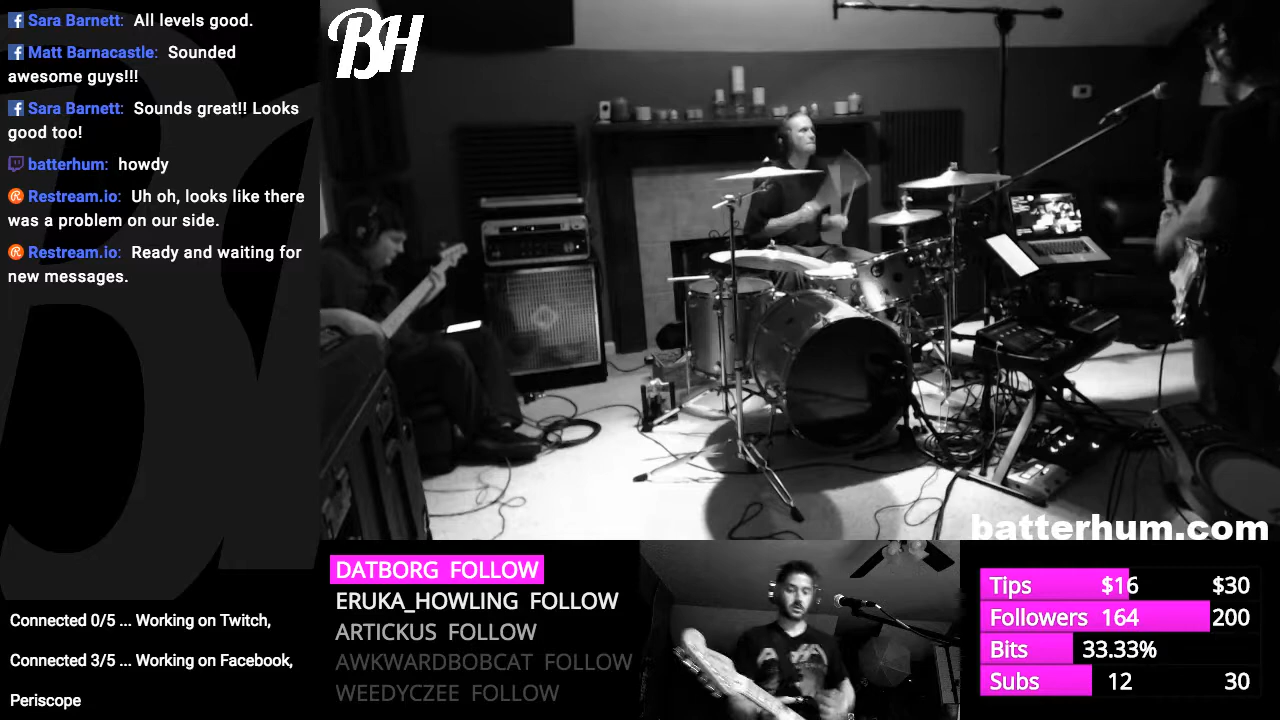 Sara Barnett: All levels good.
Matt Barnacastle: Sounded
awesome guys!!!
Sara Barnett: Sounds great!! Looks
good too!
batterhum: howdy
Restream.io: Uh oh, looks like there
was a problem on our side.
Restream.io: Ready and waiting for
new messages.
Connected 0/5 ... Working on Twitch,
Connected 3/5 ... Working on Facebook,
Periscope
BH
batterhum.com
DATBORG FOLLOW
ERUKA_HOWLING FOLLOW
ARTICKUS FOLLOW
AWKWARDBOBCAT FOLLOW
WEEDYCZEE FOLLOW
Tips $16 $30
Followers 164 200
Bits 33.33%
Subs 12 30